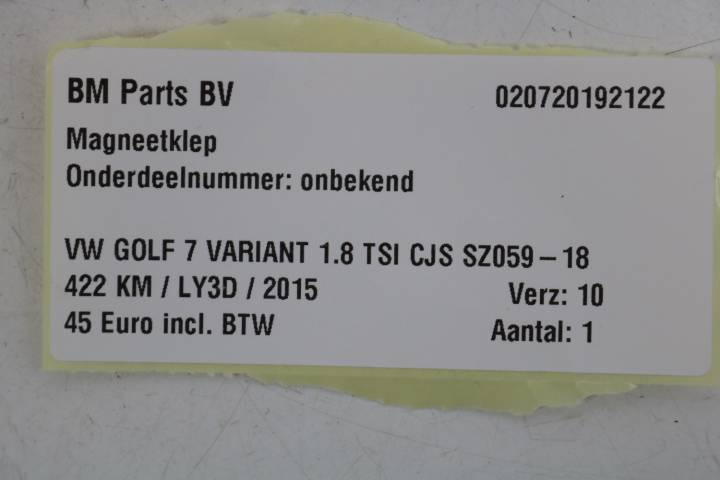 BM Parts BV 020720192122
Magneetklep
Onderdeelnummer: onbekend
VW GOLF 7 VARIANT 1.8 TSI CJS SZ059-18
422 KM / LY3D / 2015 Verz: 10
45 Euro incl. BTW Aantal: 1